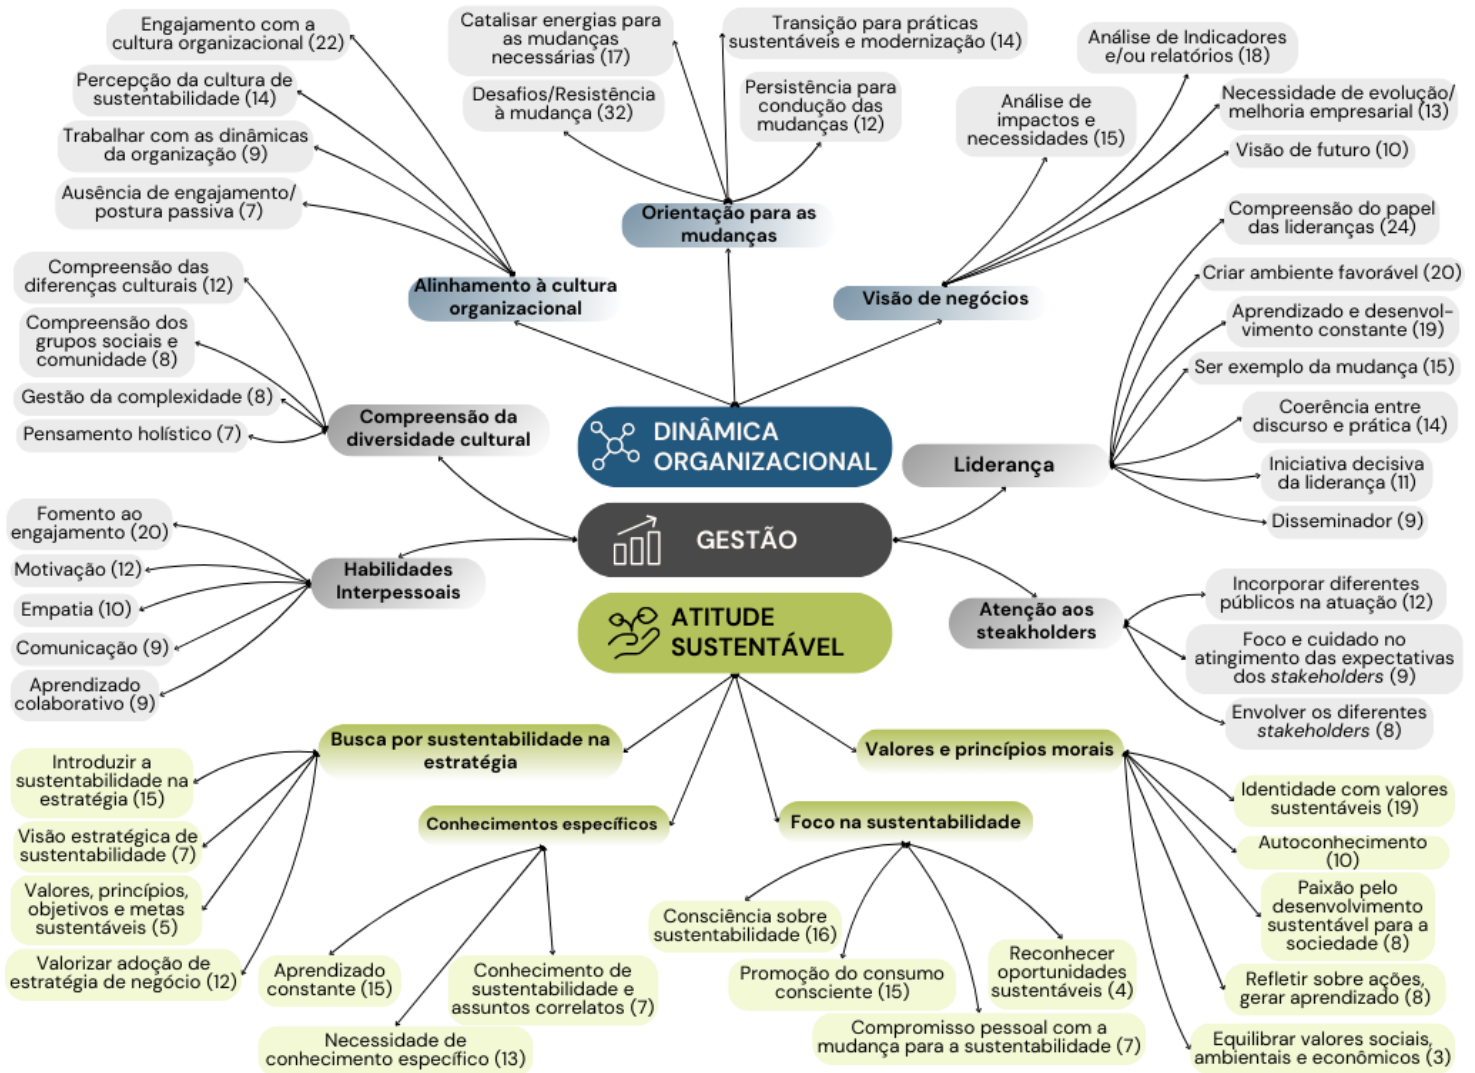 Engajamento com a
cultura organizacional (22)
Percepção da cultura de
sustentabilidade (14)
Trabalhar com as dinâmicas
da organização (9)
Ausência de engajamento/
postura passiva (7)
Alinhamento à cultura
organizacional
Catalisar energias para
as mudanças
necessárias (17)
Desafios/Resistência
à mudança (32)
Transição para práticas
sustentáveis e modernização (14)
Persistência para
condução das
mudanças (12)
Orientação para as
mudanças
Análise de Indicadores
e/ou relatórios (18)
Análise de
impactos e
necessidades (15)
Necessidade de evolução/
melhoria empresarial (13)
Visão de futuro (10)
Visão de negócios
DINÂMICA
ORGANIZACIONAL
Compreensão das
diferenças culturais (12)
Compreensão dos
grupos sociais e
comunidade (8)
Gestão da complexidade (8)
Pensamento holístico (7)
Compreensão da
diversidade cultural
Compreensão do papel
das lideranças (24)
Criar ambiente favorável (20)
Aprendizado e desenvol-
vimento constante (19)
Ser exemplo da mudança (15)
Coerência entre
discurso e prática (14)
Iniciativa decisiva
da liderança (11)
Disseminador (9)
Liderança
GESTÃO
Fomento ao
engajamento (20)
Motivação (12)
Empatia (10)
Comunicação (9)
Aprendizado
colaborativo (9)
Habilidades
Interpessoais
Atenção aos
steakholders
Incorporar diferentes
públicos na atuação (12)
Foco e cuidado no
atingimento das expectativas
dos stakeholders (9)
Envolver os diferentes
stakeholders (8)
ATITUDE
SUSTENTÁVEL
Busca por sustentabilidade na
estratégia
Introduzir a
sustentabilidade na
estratégia (15)
Visão estratégica de
sustentabilidade (7)
Valores, princípios,
objetivos e metas
sustentáveis (5)
Valorizar adoção de
estratégia de negócio (12)
Conhecimentos específicos
Aprendizado
constante (15)
Conhecimento de
sustentabilidade e
assuntos correlatos (7)
Necessidade de
conhecimento específico (13)
Foco na sustentabilidade
Consciência sobre
sustentabilidade (16)
Promoção do consumo
consciente (15)
Reconhecer
oportunidades
sustentáveis (4)
Compromisso pessoal com a
mudança para a sustentabilidade (7)
Valores e princípios morais
Identidade com valores
sustentáveis (19)
Autoconhecimento
(10)
Paixão pelo
desenvolvimento
sustentável para a
sociedade (8)
Refletir sobre ações,
gerar aprendizado (8)
Equilibrar valores sociais,
ambientais e econômicos (3)